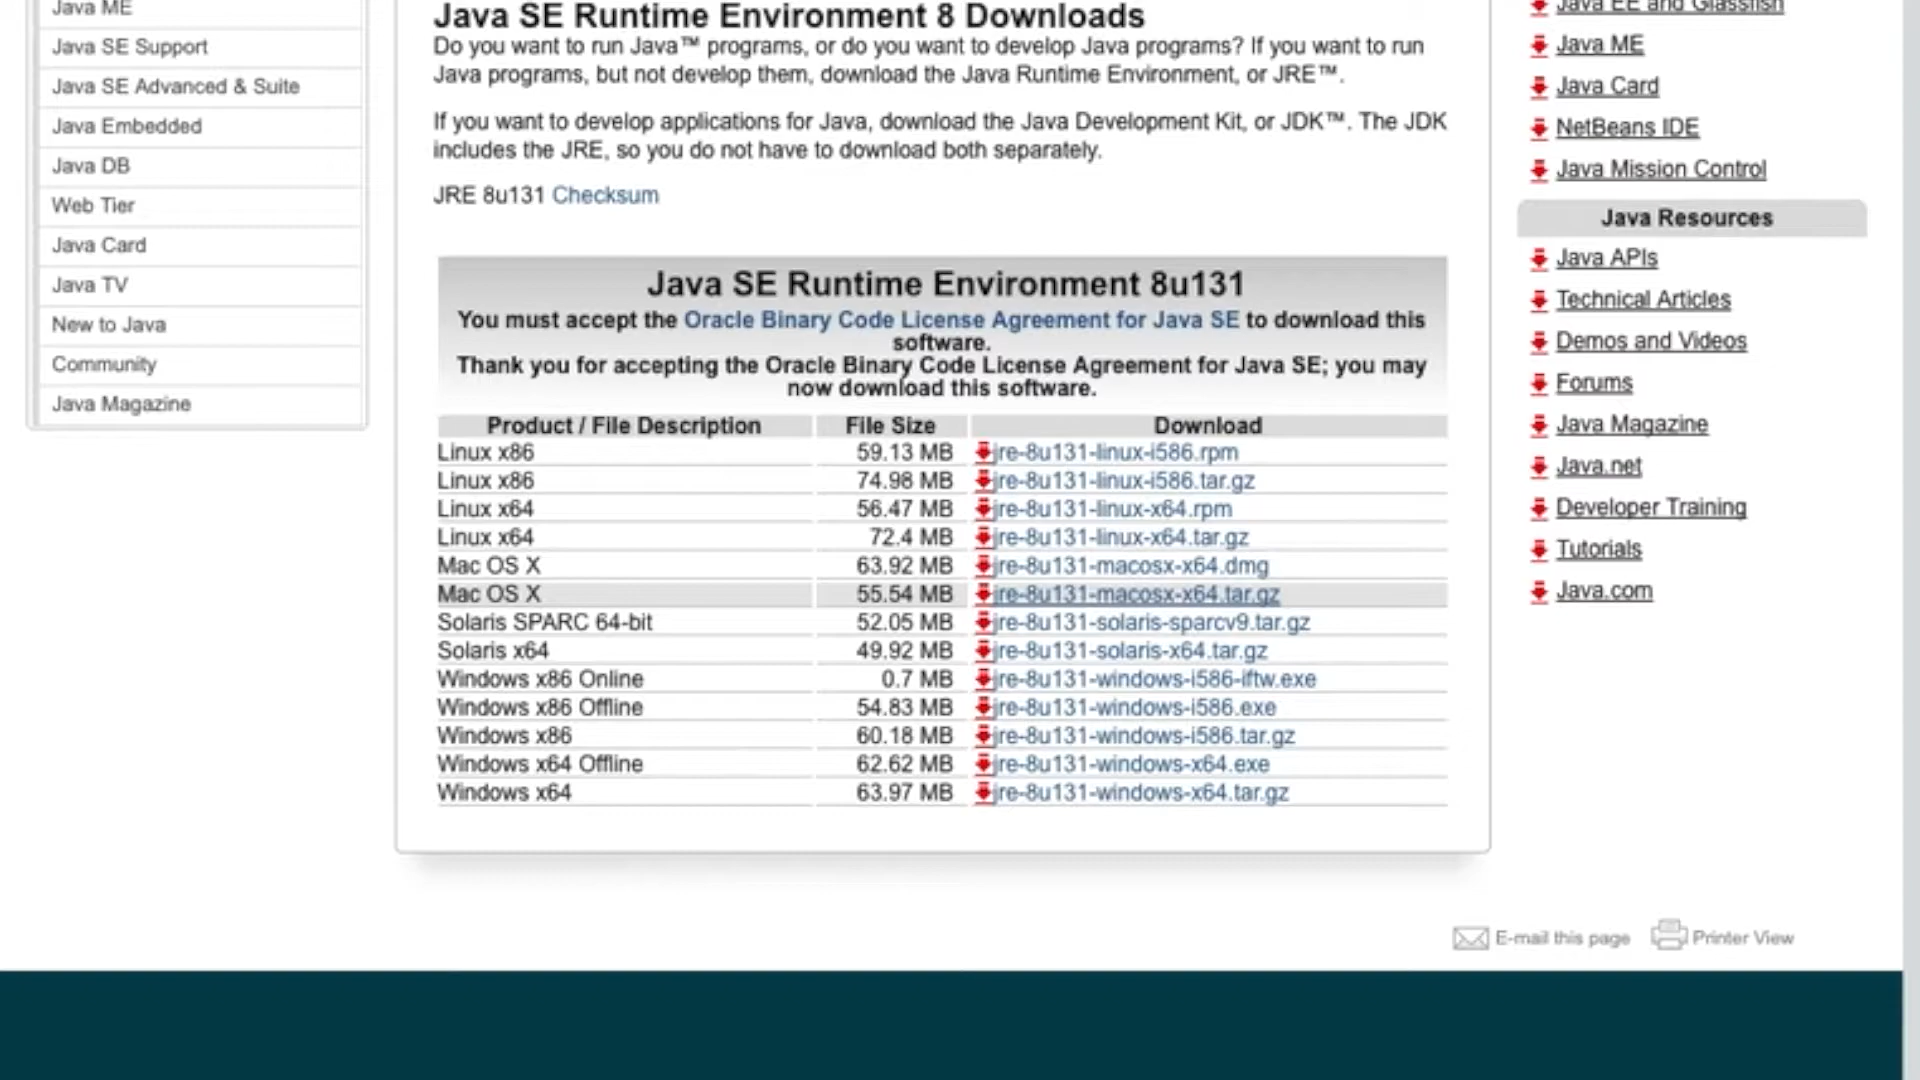 Java ME
Java SE Support
Java SE Advanced & Suite
Java Embedded
Java DB
Web Tier
Java Card
Java TV
New to Java
Community
Java Magazine
Java SE Runtime Environment 8 Downloads
Do you want to run Java™ programs, or do you want to develop Java programs? If you want to run
Java programs, but not develop them, download the Java Runtime Environment, or JRE™.
If you want to develop applications for Java, download the Java Development Kit, or JDK™. The JDK
includes the JRE, so you do not have to download both separately.
JRE 8u131 Checksum
Java SE Runtime Environment 8u131
You must accept the Oracle Binary Code License Agreement for Java SE to download this
software.
Thank you for accepting the Oracle Binary Code License Agreement for Java SE; you may
now download this software.
Product / File Description File Size Download
Linux x86 59.13 MB jre-8u131-linux-i586.rpm
Linux x86 74.98 MB jre-8u131-linux-i586.tar.gz
Linux x64 56.47 MB jre-8u131-linux-x64.rpm
Linux x64 72.4 MB jre-8u131-linux-x64.tar.gz
Mac OS X 63.92 MB jre-8u131-macosx-x64.dmg
Mac OS X 55.54 MB jre-8u131-macosx-x64.tar.gz
Solaris SPARC 64-bit 52.05 MB jre-8u131-solaris-sparcv9.tar.gz
Solaris x64 49.92 MB jre-8u131-solaris-x64.tar.gz
Windows x86 Online 0.7 MB jre-8u131-windows-i586-iftw.exe
Windows x86 Offline 54.83 MB jre-8u131-windows-i586.exe
Windows x86 60.18 MB jre-8u131-windows-i586.tar.gz
Windows x64 Offline 62.62 MB jre-8u131-windows-x64.exe
Windows x64 63.97 MB jre-8u131-windows-x64.tar.gz
Java EE and Glassfish
Java ME
Java Card
NetBeans IDE
Java Mission Control
Java Resources
Java APIs
Technical Articles
Demos and Videos
Forums
Java Magazine
Java.net
Developer Training
Tutorials
Java.com
E-mail this page Printer View